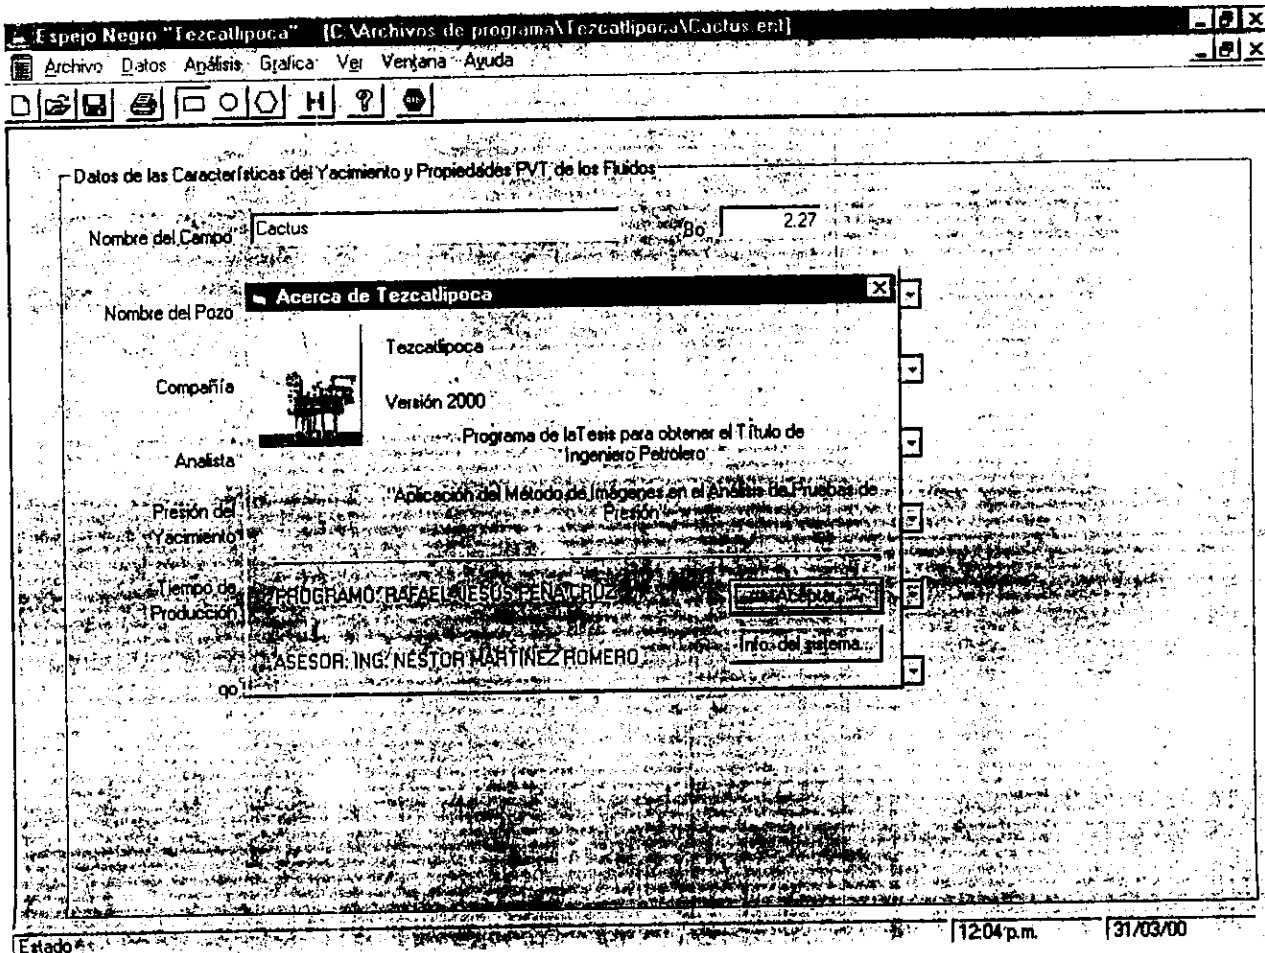 Espejo Negro "Tezcatlipoca" [C:\Archivos de programa\Tezcatlipoca\Cactus.ent]
Archivo Datos Análisis Grafica Ver Ventana Ayuda
Datos de las Características del Yacimiento y Propiedades PVT de los Fluidos
Nombre del Campo Cactus Bo 2.27
Acerca de Tezcatlipoca
Nombre del Pozo
Tezcatlipoca
Compañía
Versión 2000
Programa de laTesis para obtener el Título de
Ingeniero Petrolero
Analista
"Aplicación del Método de Imágenes en el Análisis de Pruebas de
Presión
Presión del
Yacimiento
Tiempo de
Producción
PROGRAMO: RAFAEL JESUS PEÑA CRUZ
Aceptar
Info. del sistema...
ASESOR: ING. NESTOR MARTINEZ ROMERO
qo
Estado
12:04 p.m. 31/03/00